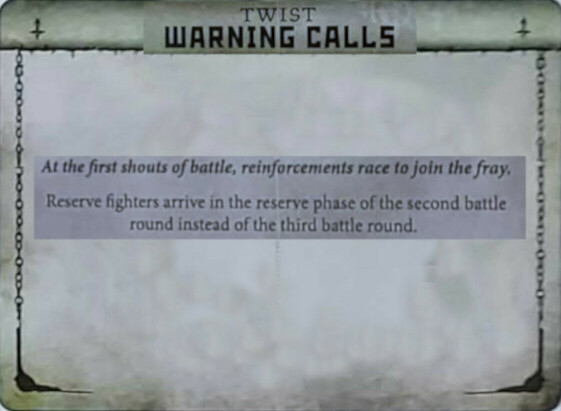 TWIST
WARNING CALLS
At the first shouts of battle, reinforcements race to join the fray.
Reserve fighters arrive in the reserve phase of the second battle
round instead of the third battle round.